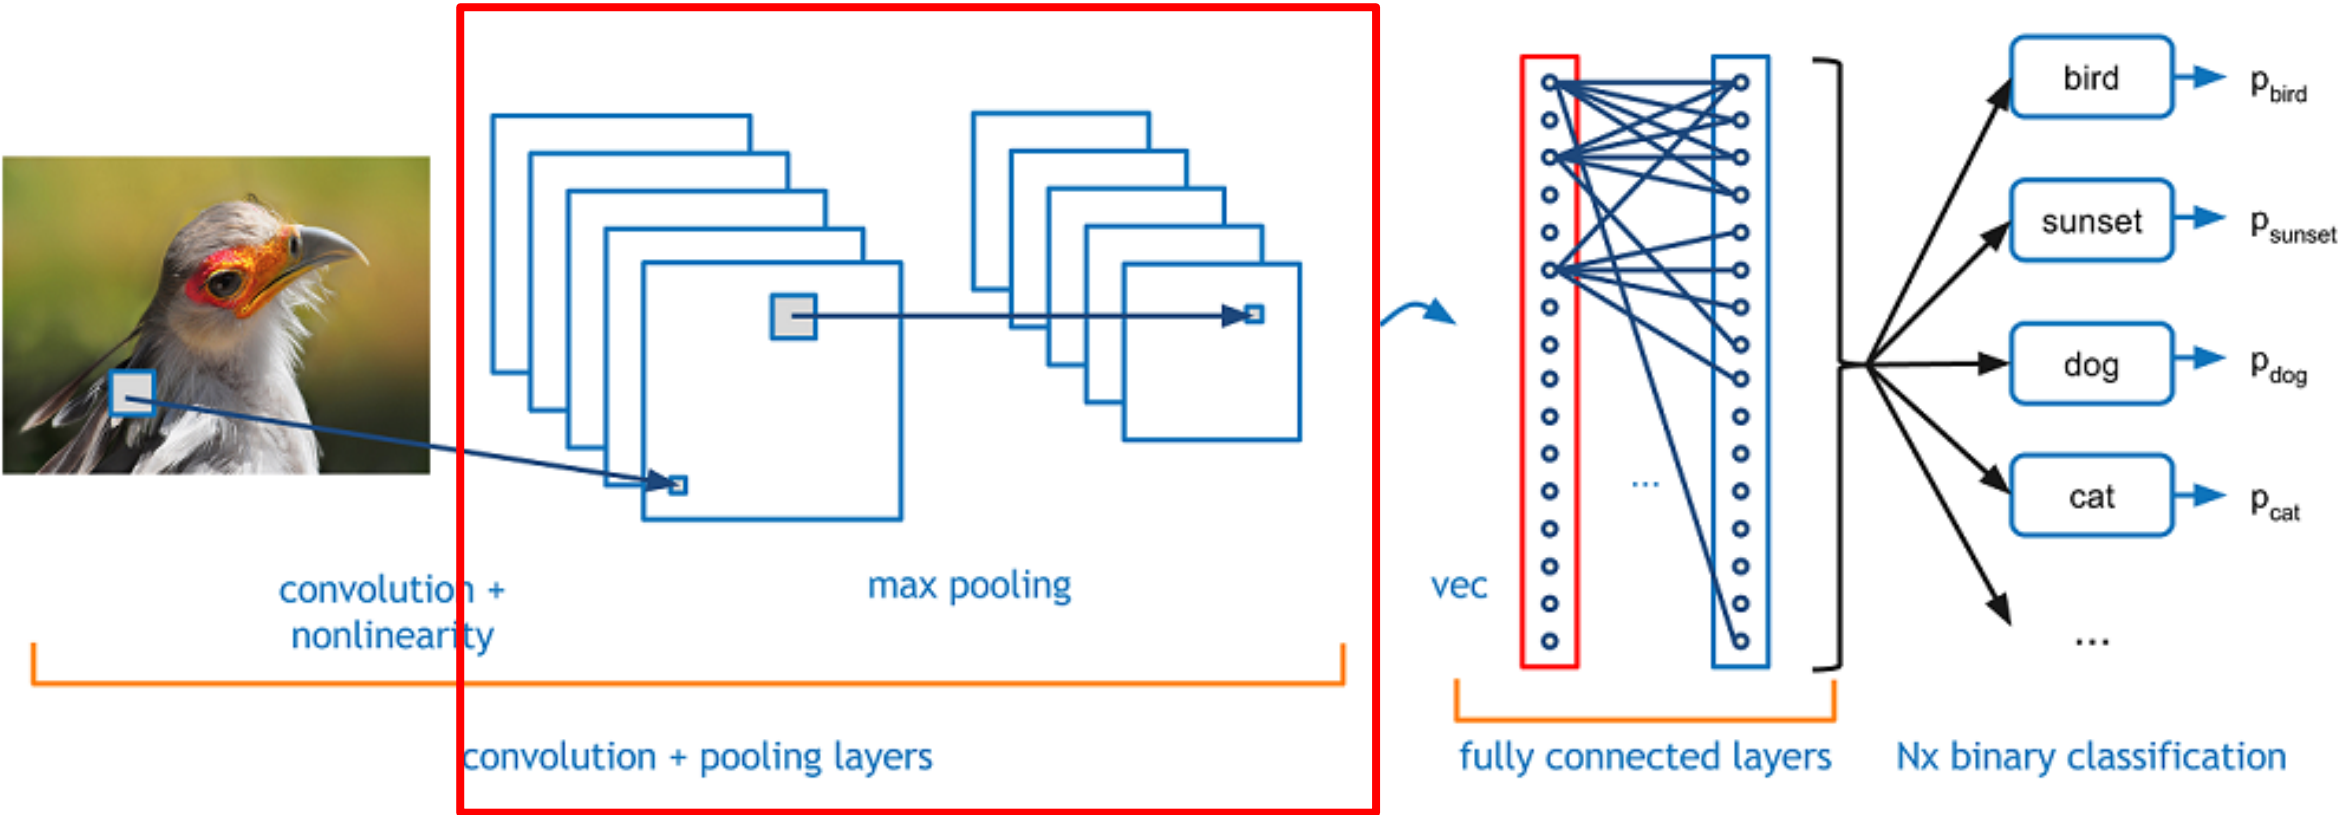 convolution +
nonlinearity
max pooling
vec
...
convolution + pooling layers
fully connected layers
Nx binary classification
bird
p_bird
sunset
p_sunset
dog
p_dog
cat
p_cat
...